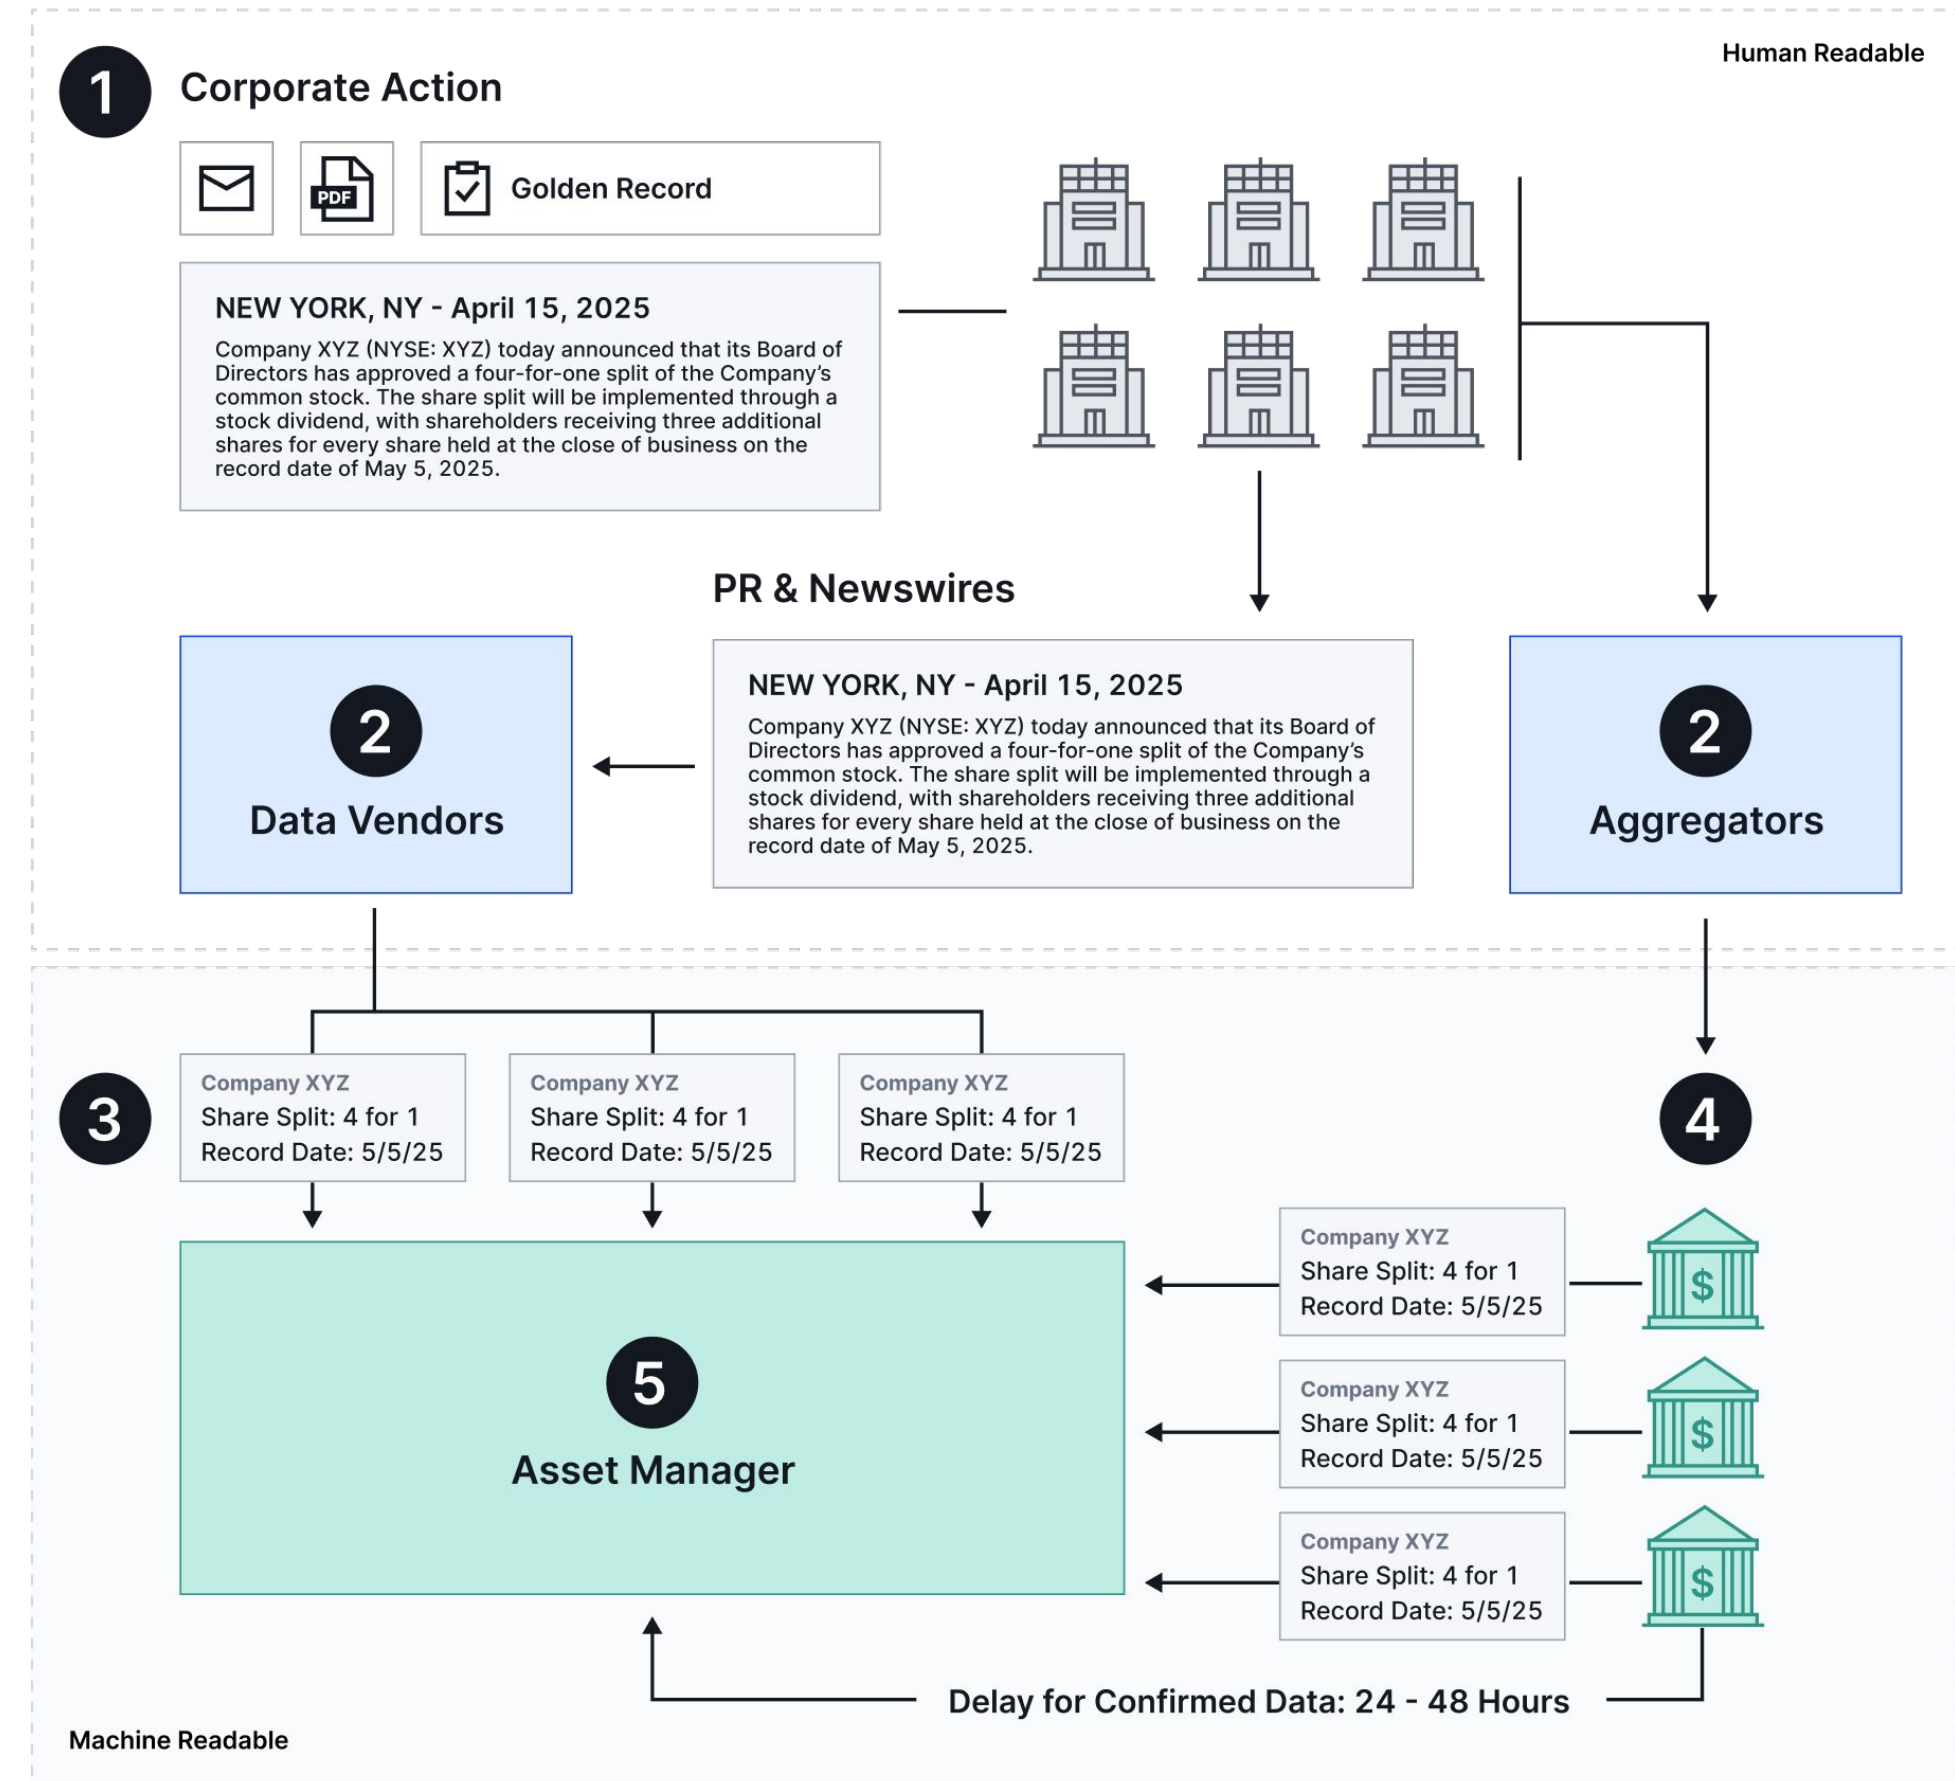 Human Readable
1
Corporate Action
PDF
Golden Record
NEW YORK, NY - April 15, 2025
Company XYZ (NYSE: XYZ) today announced that its Board of
Directors has approved a four-for-one split of the Company's
common stock. The share split will be implemented through a
stock dividend, with shareholders receiving three additional
shares for every share held at the close of business on the
record date of May 5, 2025.
PR & Newswires
2
Data Vendors
NEW YORK, NY - April 15, 2025
Company XYZ (NYSE: XYZ) today announced that its Board of
Directors has approved a four-for-one split of the Company's
common stock. The share split will be implemented through a
stock dividend, with shareholders receiving three additional
shares for every share held at the close of business on the
record date of May 5, 2025.
2
Aggregators
3
Company XYZ
Share Split: 4 for 1
Record Date: 5/5/25
Company XYZ
Share Split: 4 for 1
Record Date: 5/5/25
Company XYZ
Share Split: 4 for 1
Record Date: 5/5/25
4
Company XYZ
Share Split: 4 for 1
Record Date: 5/5/25
$
Company XYZ
Share Split: 4 for 1
Record Date: 5/5/25
$
Company XYZ
Share Split: 4 for 1
Record Date: 5/5/25
$
5
Asset Manager
Delay for Confirmed Data: 24 - 48 Hours
Machine Readable